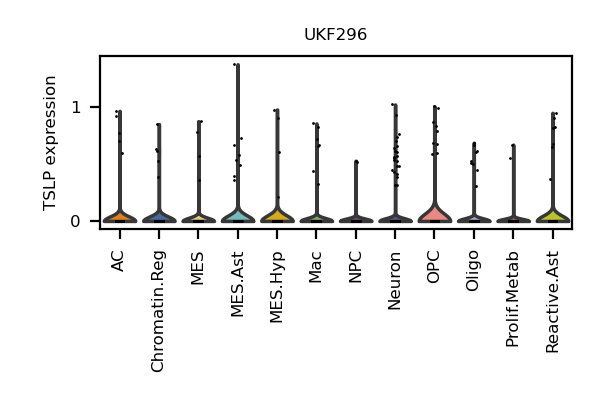 UKF296
TSLP expression
1
0
AC
Chromatin.Reg
MES
MES.Ast
MES.Hyp
Mac
NPC
Neuron
OPC
Oligo
Prolif.Metab
Reactive.Ast